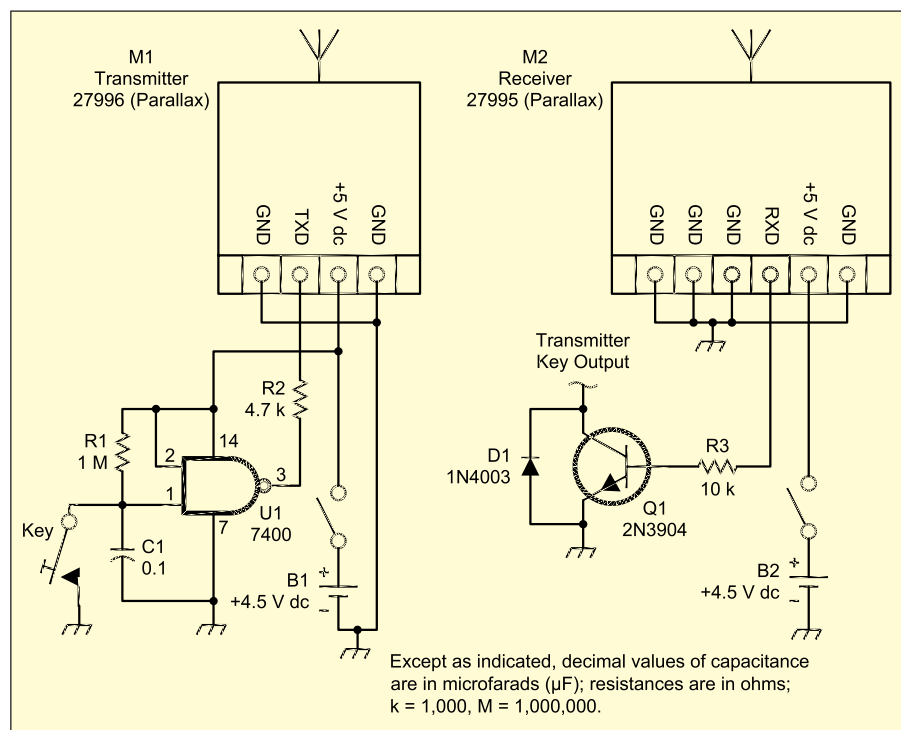 M1
Transmitter
27996 (Parallax)
GND
TXD
+5 V dc
GND
R2
4.7 k
R1
1 M
14
2
3
1
7
U1
7400
Key
C1
0.1
B1
+
+4.5 V dc
–
M2
Receiver
27995 (Parallax)
GND
GND
GND
RXD
+5 V dc
GND
Transmitter
Key Output
D1
1N4003
R3
10 k
Q1
2N3904
B2
+
+4.5 V dc
–
Except as indicated, decimal values of capacitance
are in microfarads (µF); resistances are in ohms;
k = 1,000, M = 1,000,000.